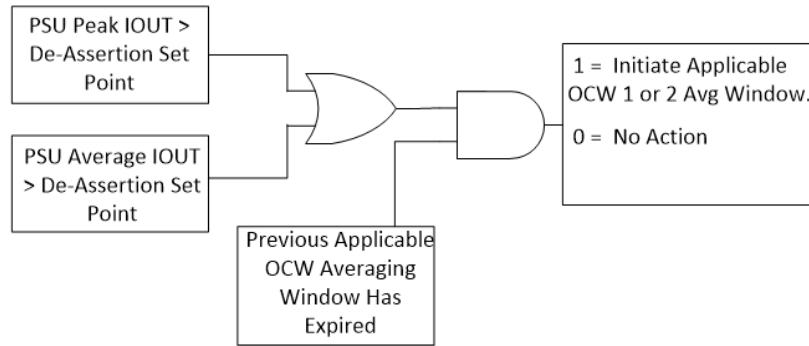 PSU Peak IOUT >
De-Assertion Set
Point
PSU Average IOUT
> De-Assertion Set
Point
Previous Applicable
OCW Averaging
Window Has
Expired
1 = Initiate Applicable
OCW 1 or 2 Avg Window.
0 = No Action